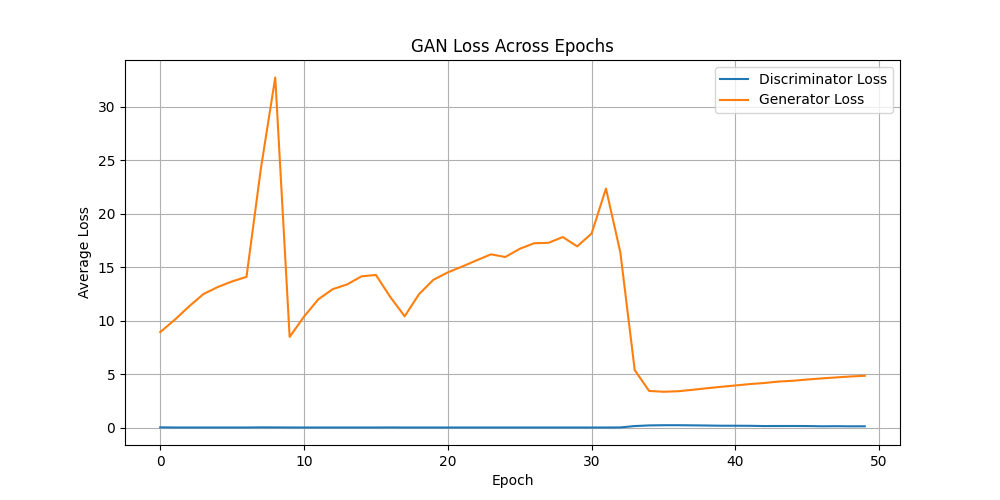 GAN Loss Across Epochs
Discriminator Loss
Generator Loss
30
25
20
15
10
5
0
Average Loss
0 10 20 30 40 50
Epoch